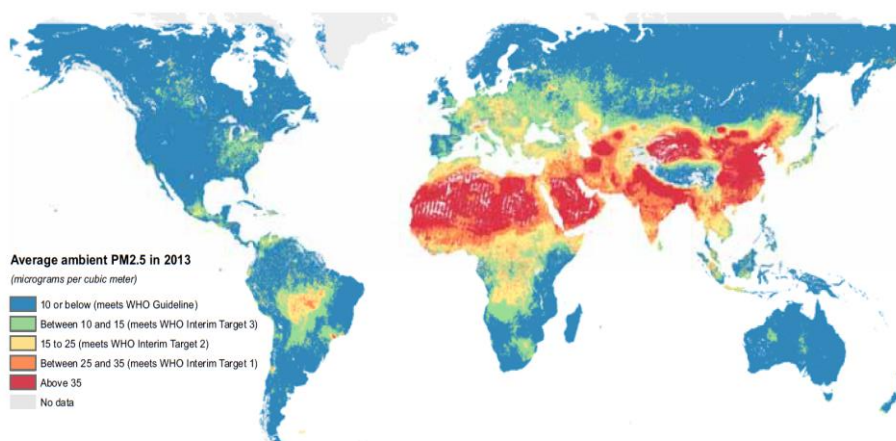 Average ambient PM2.5 in 2013
(micrograms per cubic meter)
10 or below (meets WHO Guideline)
Between 10 and 15 (meets WHO Interim Target 3)
15 to 25 (meets WHO Interim Target 2)
Between 25 and 35 (meets WHO Interim Target 1)
Above 35
No data